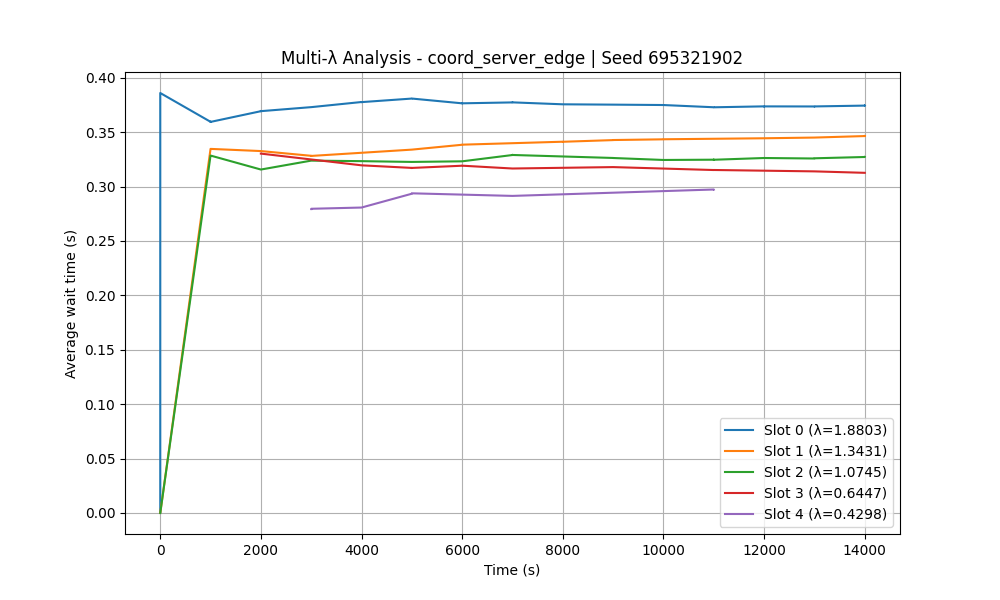 Multi-λ Analysis - coord_server_edge | Seed 695321902
Average wait time (s)
0.40
0.35
0.30
0.25
0.20
0.15
0.10
0.05
0.00
Slot 0 (λ=1.8803)
Slot 1 (λ=1.3431)
Slot 2 (λ=1.0745)
Slot 3 (λ=0.6447)
Slot 4 (λ=0.4298)
0 2000 4000 6000 8000 10000 12000 14000
Time (s)